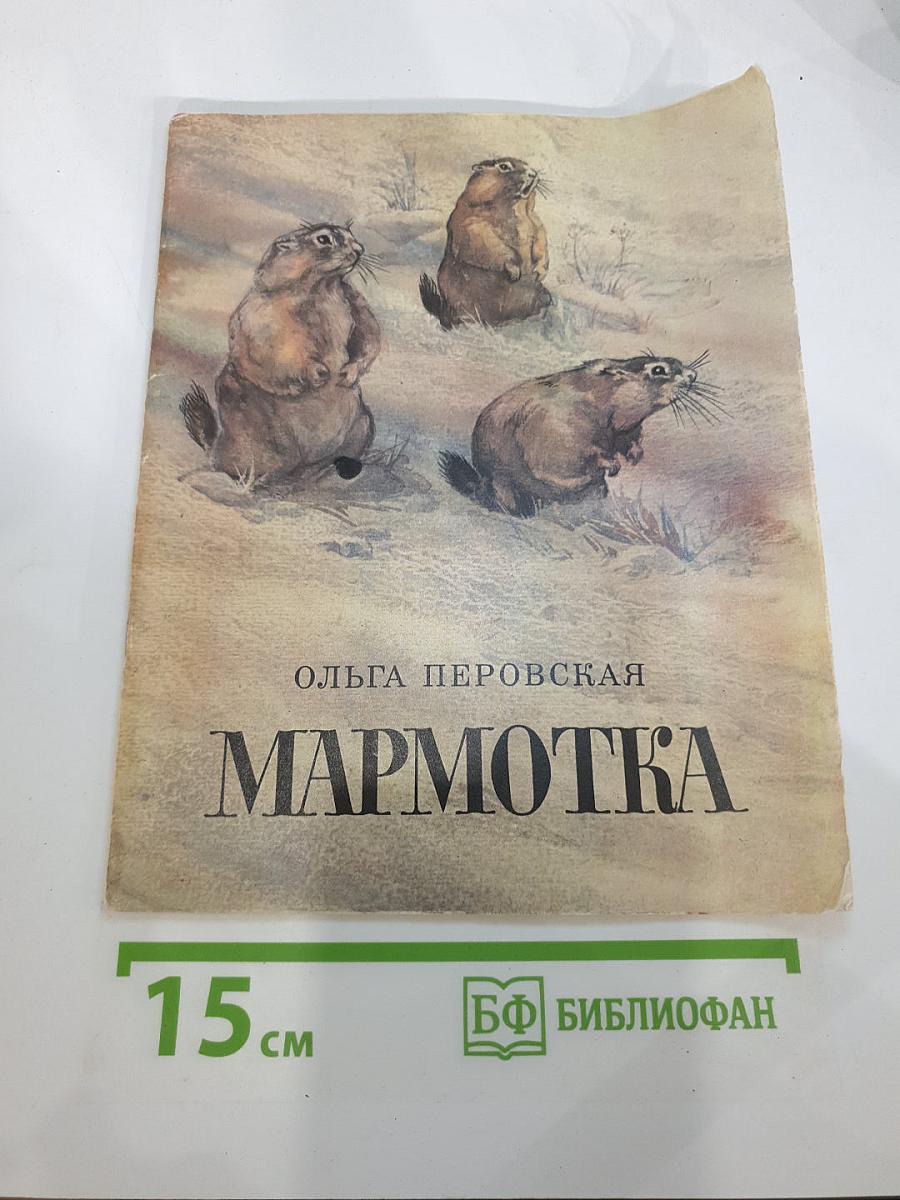 ОЛЬГА ПЕРОВСКАЯ
МАРМОТКА
15 см
БФ БИБЛИОФАН